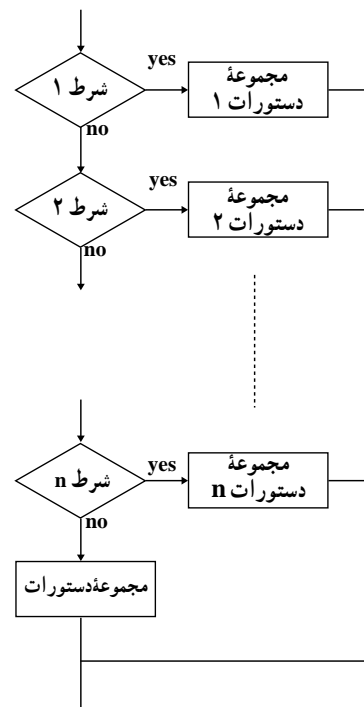 yes
شرط ۱
مجموعهٔ
دستورات ۱
no
yes
شرط ۲
مجموعهٔ
دستورات ۲
no
yes
شرط n
مجموعهٔ
دستورات n
no
مجموعهٔ دستورات